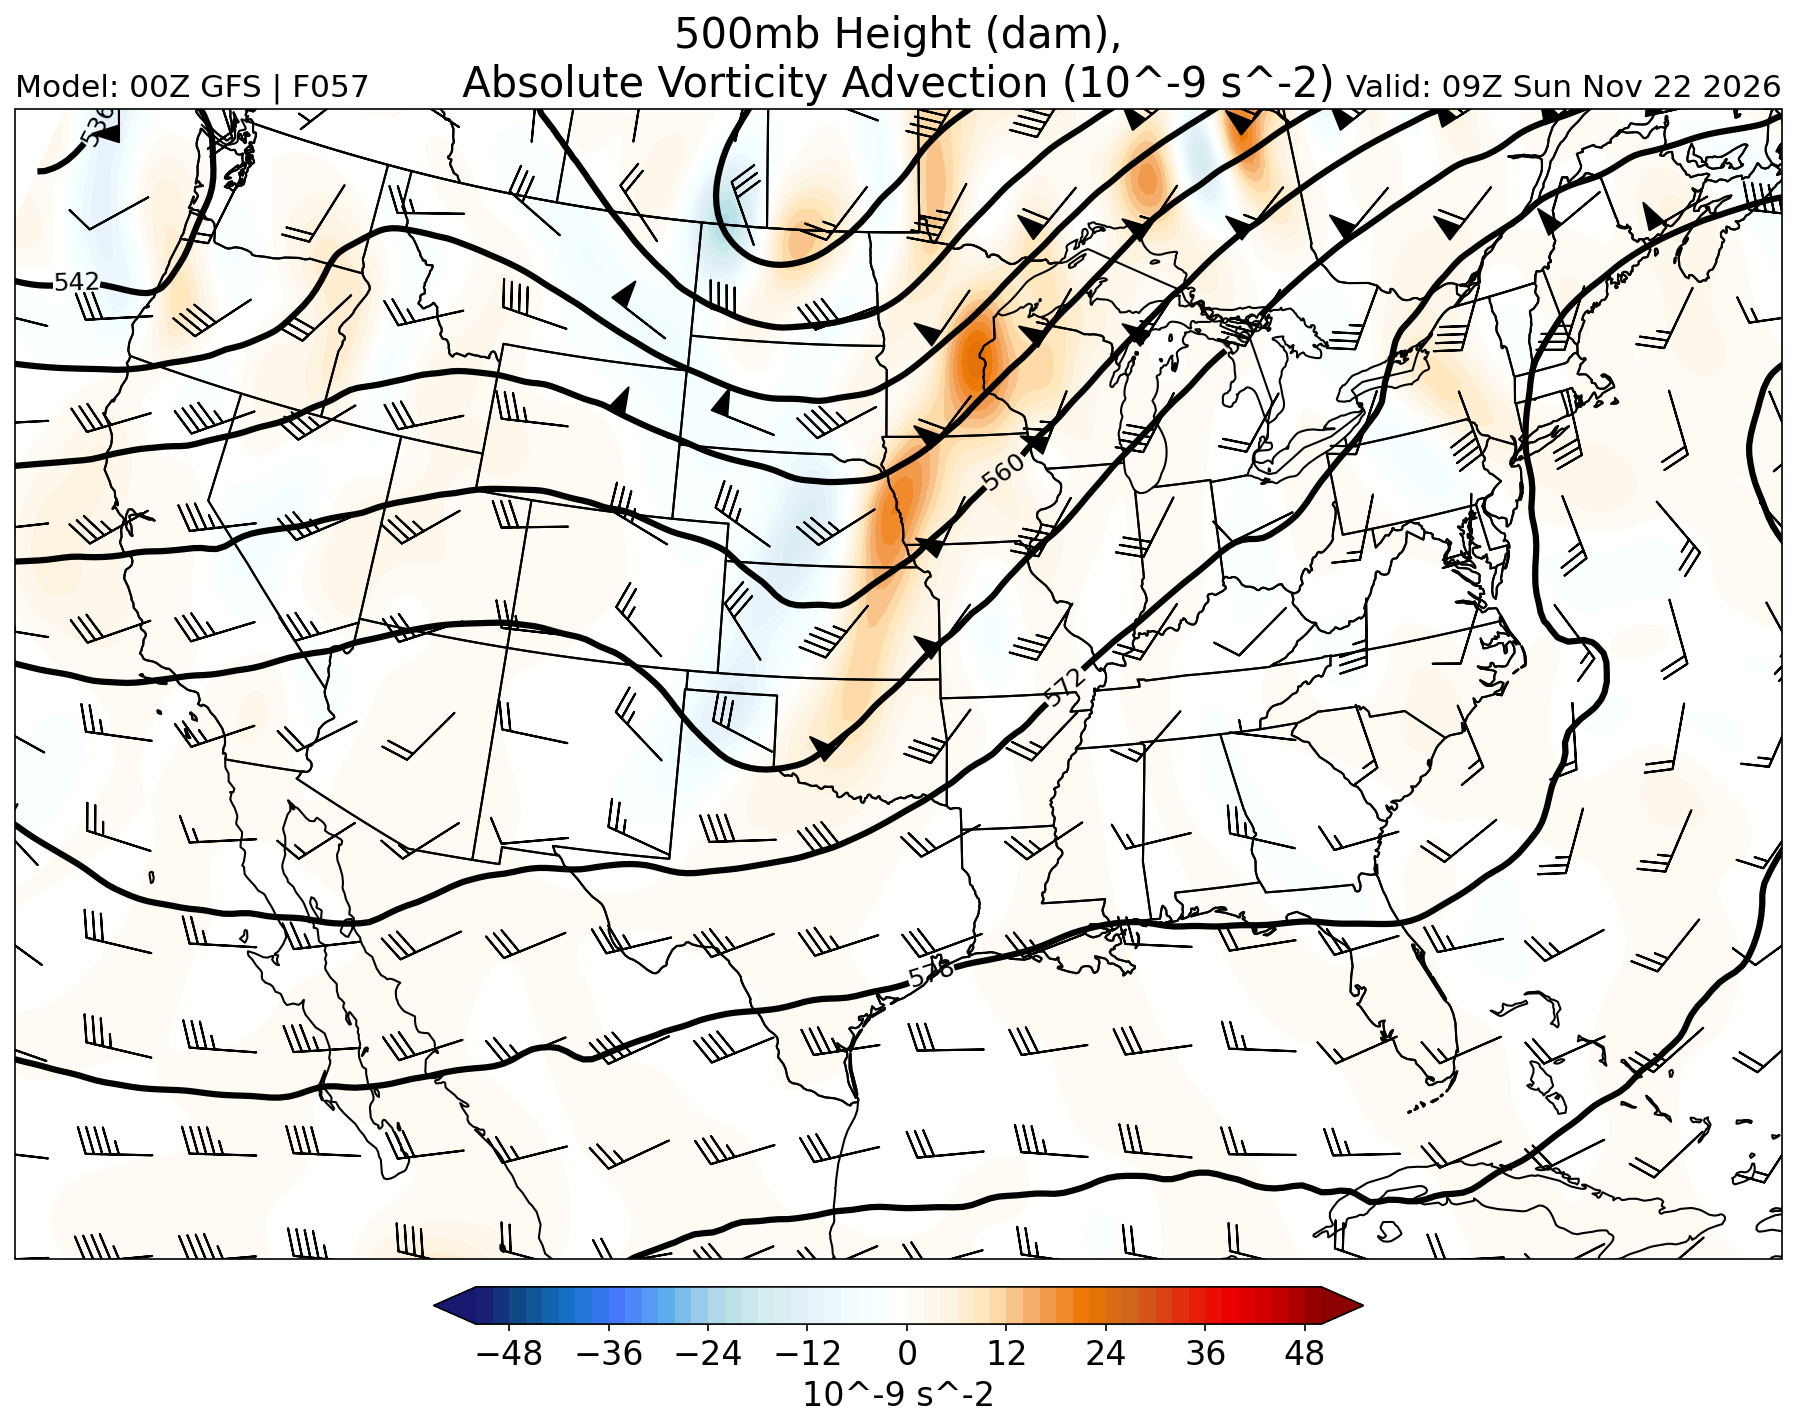 500mb Height (dam),
Model: 00Z GFS | F057
Absolute Vorticity Advection (10^-9 s^-2)
Valid: 09Z Sun Nov 22 2026
536
542
560
572
576
−48 −36 −24 −12 0 12 24 36 48
10^-9 s^-2